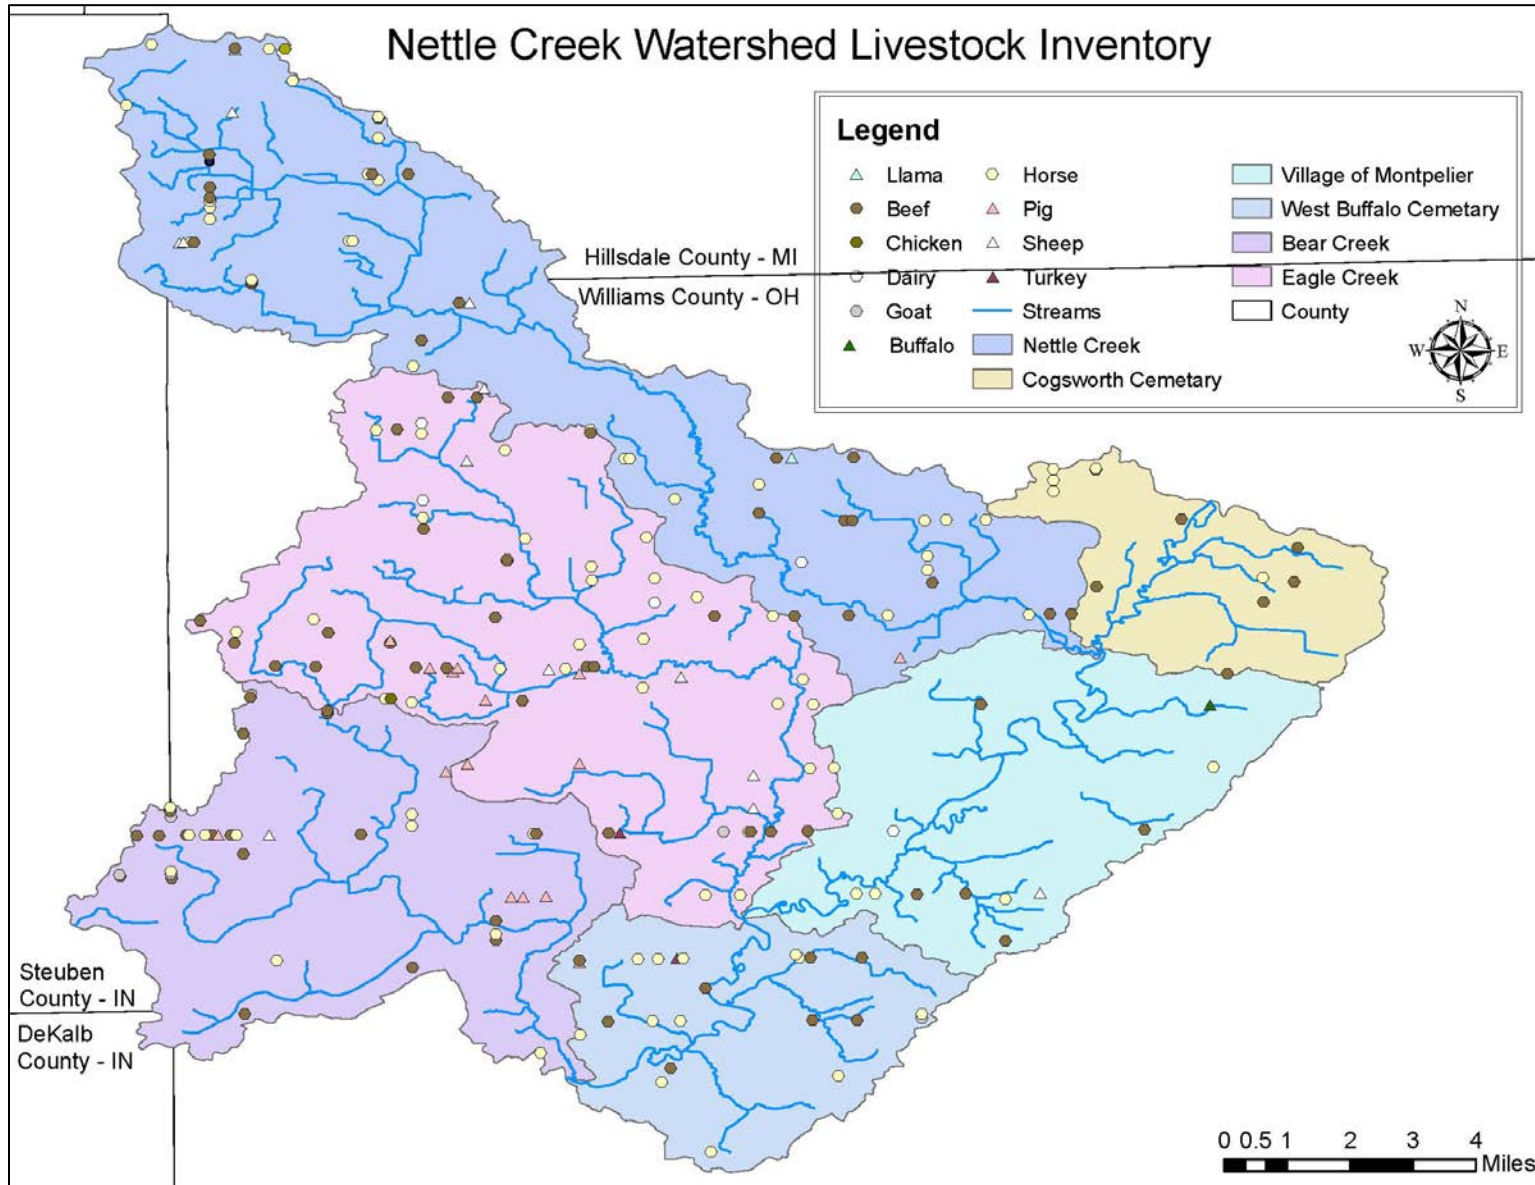 Nettle Creek Watershed Livestock Inventory
Legend
Llama
Horse
Village of Montpelier
Beef
Pig
West Buffalo Cemetary
Chicken
Sheep
Bear Creek
Dairy
Turkey
Eagle Creek
Goat
Streams
County
Buffalo
Nettle Creek
Cogsworth Cemetary
N
W
E
S
Hillsdale County - MI
Williams County - OH
Steuben
County - IN
DeKalb
County - IN
0 0.5 1 2 3 4
Miles